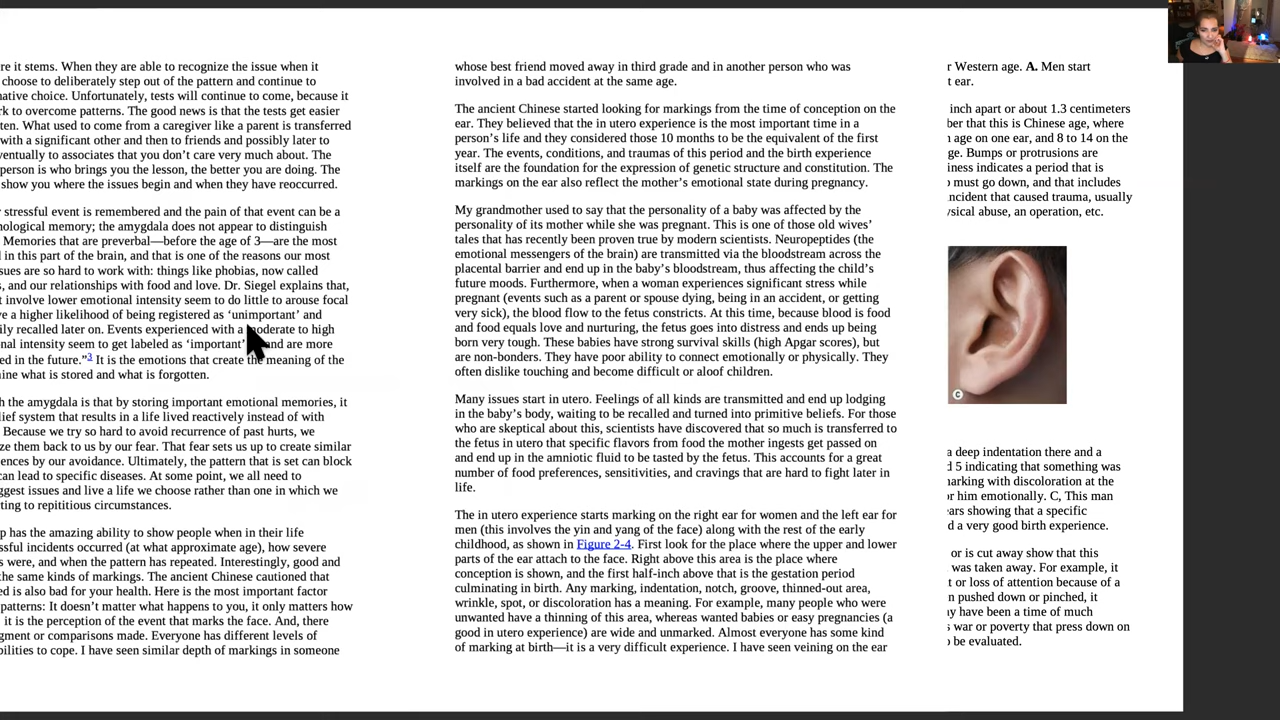 re it stems. When they are able to recognize the issue when it
choose to deliberately step out of the pattern and continue to
native choice. Unfortunately, tests will continue to come, because it
rk to overcome patterns. The good news is that the tests get easier
ten. What used to come from a caregiver like a parent is transferred
with a significant other and then to friends and possibly later to
ventually to associates that you don't care very much about. The
person is who brings you the lesson, the better you are doing. The
show you where the issues begin and when they have reoccurred.
r stressful event is remembered and the pain of that event can be a
nological memory; the amygdala does not appear to distinguish
Memories that are preverbal—before the age of 3—are the most
d in this part of the brain, and that is one of the reasons our most
sues are so hard to work with: things like phobias, now called
s, and our relationships with food and love. Dr. Siegel explains that,
t involve lower emotional intensity seem to do little to arouse focal
ve a higher likelihood of being registered as ‘unimportant’ and
ily recalled later on. Events experienced with a moderate to high
nal intensity seem to get labeled as ‘important’ and are more
ed in the future.”3 It is the emotions that create the meaning of the
ine what is stored and what is forgotten.
h the amygdala is that by storing important emotional memories, it
lief system that results in a life lived reactively instead of with
Because we try so hard to avoid recurrence of past hurts, we
ze them back to us by our fear. That fear sets us up to create similar
ences by our avoidance. Ultimately, the pattern that is set can block
can lead to specific diseases. At some point, we all need to
ggest issues and live a life we choose rather than one in which we
ting to repititious circumstances.
p has the amazing ability to show people when in their life
ssful incidents occurred (at what approximate age), how severe
s were, and when the pattern has repeated. Interestingly, good and
the same kinds of markings. The ancient Chinese cautioned that
ed is also bad for your health. Here is the most important factor
patterns: It doesn't matter what happens to you, it only matters how
it is the perception of the event that marks the face. And, there
gment or comparisons made. Everyone has different levels of
bilities to cope. I have seen similar depth of markings in someone
whose best friend moved away in third grade and in another person who was
involved in a bad accident at the same age.
The ancient Chinese started looking for markings from the time of conception on the
ear. They believed that the in utero experience is the most important time in a
person's life and they considered those 10 months to be the equivalent of the first
year. The events, conditions, and traumas of this period and the birth experience
itself are the foundation for the expression of genetic structure and constitution. The
markings on the ear also reflect the mother's emotional state during pregnancy.
My grandmother used to say that the personality of a baby was affected by the
personality of its mother while she was pregnant. This is one of those old wives’
tales that has recently been proven true by modern scientists. Neuropeptides (the
emotional messengers of the brain) are transmitted via the bloodstream across the
placental barrier and end up in the baby's bloodstream, thus affecting the child's
future moods. Furthermore, when a woman experiences significant stress while
pregnant (events such as a parent or spouse dying, being in an accident, or getting
very sick), the blood flow to the fetus constricts. At this time, because blood is food
and food equals love and nurturing, the fetus goes into distress and ends up being
born very tough. These babies have strong survival skills (high Apgar scores), but
are non-bonders. They have poor ability to connect emotionally or physically. They
often dislike touching and become difficult or aloof children.
Many issues start in utero. Feelings of all kinds are transmitted and end up lodging
in the baby's body, waiting to be recalled and turned into primitive beliefs. For those
who are skeptical about this, scientists have discovered that so much is transferred to
the fetus in utero that specific flavors from food the mother ingests get passed on
and end up in the amniotic fluid to be tasted by the fetus. This accounts for a great
number of food preferences, sensitivities, and cravings that are hard to fight later in
life.
The in utero experience starts marking on the right ear for women and the left ear for
men (this involves the yin and yang of the face) along with the rest of the early
childhood, as shown in Figure 2-4. First look for the place where the upper and lower
parts of the ear attach to the face. Right above this area is the place where
conception is shown, and the first half-inch above that is the gestation period
culminating in birth. Any marking, indentation, notch, groove, thinned-out area,
wrinkle, spot, or discoloration has a meaning. For example, many people who were
unwanted have a thinning of this area, whereas wanted babies or easy pregnancies (a
good in utero experience) are wide and unmarked. Almost everyone has some kind
of marking at birth—it is a very difficult experience. I have seen veining on the ear
r Western age. A. Men start
t ear.
inch apart or about 1.3 centimeters
ber that this is Chinese age, where
n age on one ear, and 8 to 14 on the
ge. Bumps or protrusions are
iness indicates a period that is
o must go down, and that includes
incident that caused trauma, usually
ysical abuse, an operation, etc.
C
a deep indentation there and a
d 5 indicating that something was
narking with discoloration at the
or him emotionally. C, This man
ears showing that a specific
d a very good birth experience.
or is cut away show that this
was taken away. For example, it
t or loss of attention because of a
n pushed down or pinched, it
ay have been a time of much
s war or poverty that press down on
o be evaluated.